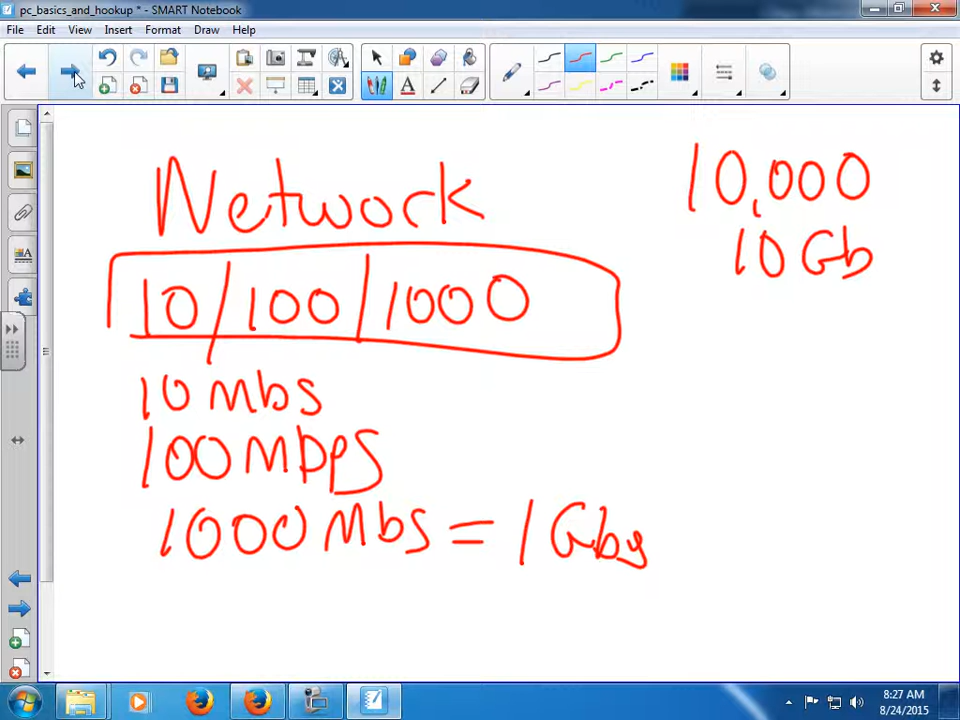 pc_basics_and_hookup * - SMART Notebook
File Edit View Insert Format Draw Help
Network
10/100/1000
10 Mbs
100 Mbps
1000 Mbs = 1 Gbs
10,000
10 Gb
8:27 AM
8/24/2015